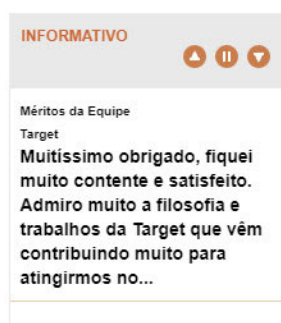 INFORMATIVO
Méritos da Equipe
Target
Muitíssimo obrigado, fiquei
muito contente e satisfeito.
Admiro muito a filosofia e
trabalhos da Target que vêm
contribuindo muito para
atingirmos no...